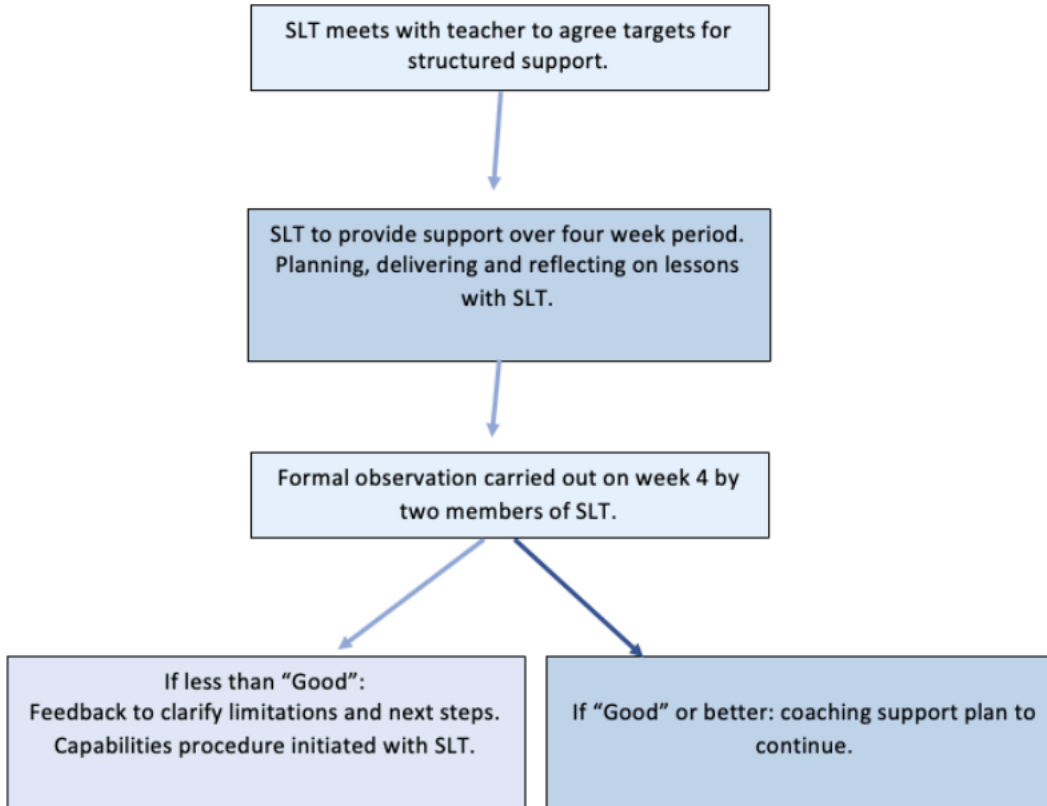 SLT meets with teacher to agree targets for
structured support.
SLT to provide support over four week period.
Planning, delivering and reflecting on lessons
with SLT.
Formal observation carried out on week 4 by
two members of SLT.
If less than “Good”:
Feedback to clarify limitations and next steps.
Capabilities procedure initiated with SLT.
If “Good” or better: coaching support plan to
continue.